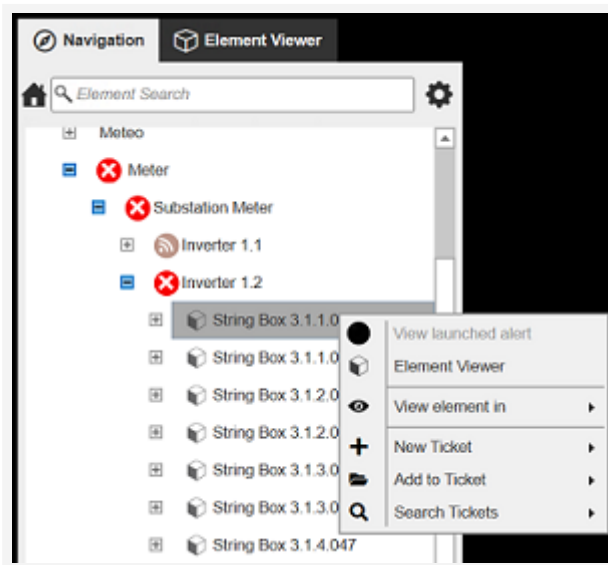 Navigation
Element Viewer
Element Search
Meteo
Meter
Substation Meter
Inverter 1.1
Inverter 1.2
String Box 3.1.1.0
View launched alert
String Box 3.1.1.0
Element Viewer
String Box 3.1.2.0
View element in
String Box 3.1.2.0
New Ticket
String Box 3.1.3.0
Add to Ticket
String Box 3.1.3.0
Search Tickets
String Box 3.1.4.047